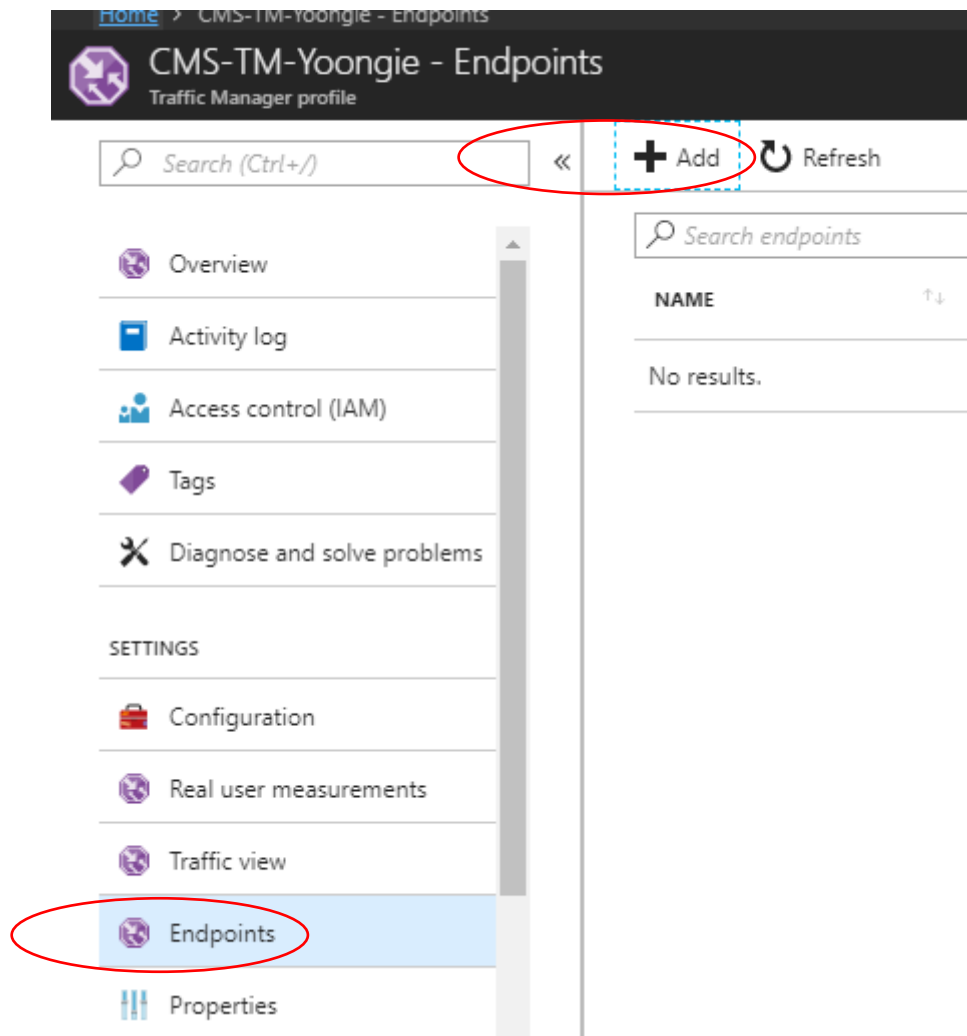 Home > CMS-TM-Yoongie - Endpoints
CMS-TM-Yoongie - Endpoints
Traffic Manager profile
Search (Ctrl+/)
«
Add
Refresh
Overview
Activity log
Access control (IAM)
Tags
Diagnose and solve problems
SETTINGS
Configuration
Real user measurements
Traffic view
Endpoints
Properties
Search endpoints
NAME
No results.